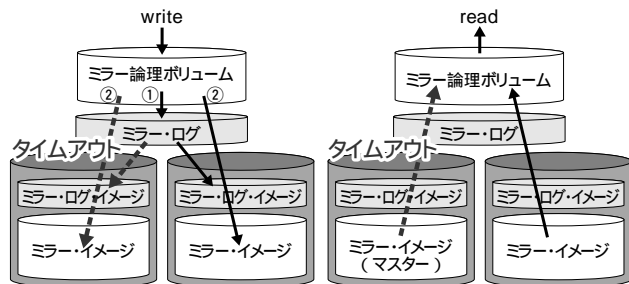 write
ミラー論理ボリューム
② ① ②
ミラー・ログ
タイムアウト
ミラー・ログ・イメージ
ミラー・ログ・イメージ
ミラー・イメージ
ミラー・イメージ
read
ミラー論理ボリューム
ミラー・ログ
タイムアウト
ミラー・ログ・イメージ
ミラー・ログ・イメージ
ミラー・イメージ
(マスター)
ミラー・イメージ